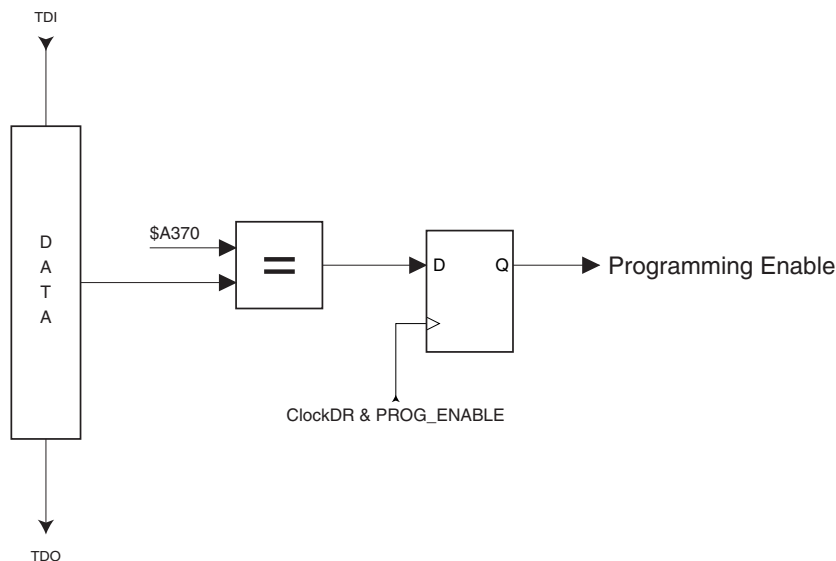 TDI
D
A
T
A
$A370
=
D
Q
Programming Enable
ClockDR & PROG_ENABLE
TDO